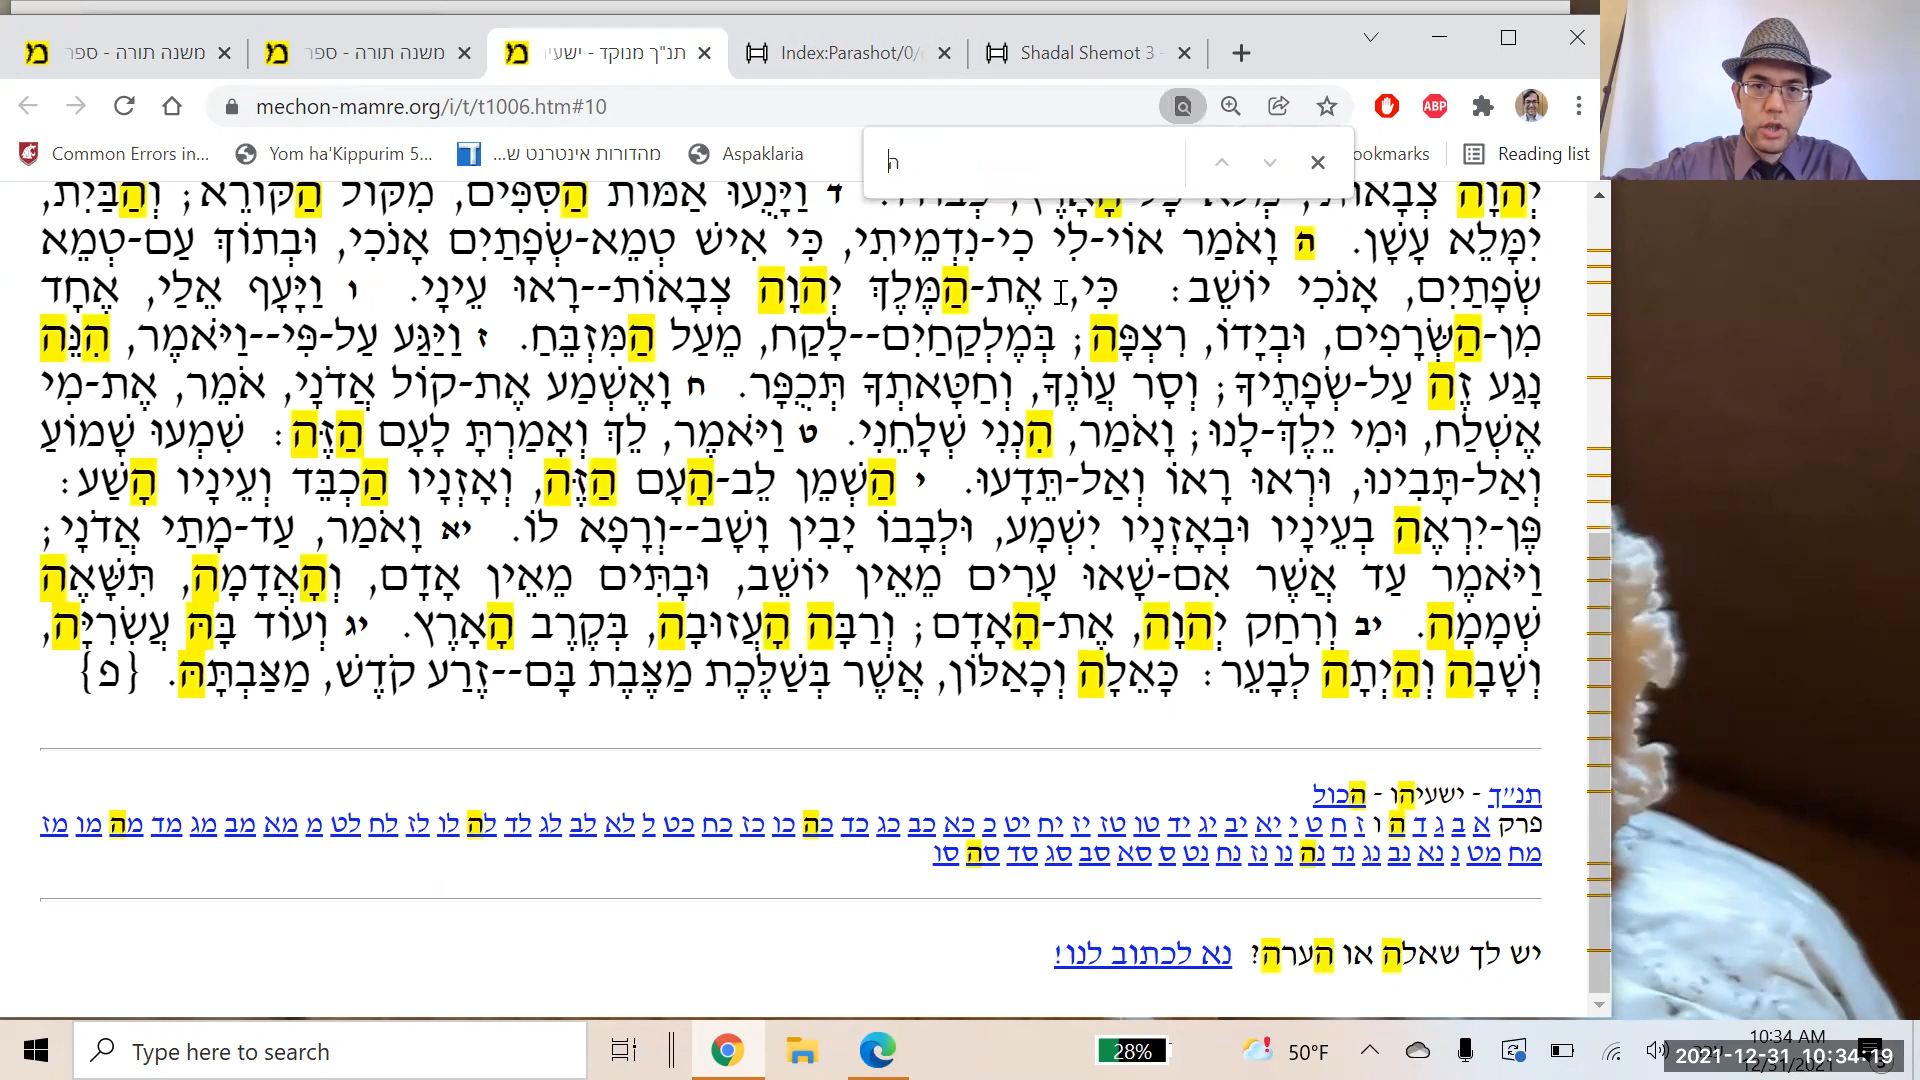 משנה תורה - ספר
משנה תורה - ספר
תנ"ך מנוקד - ישעיה
Index:Parashot/0/
Shadal Shemot 3 -
mechon-mamre.org/i/t/t1006.htm#10
ABP
Common Errors in...
Yom ha'Kippurim 5...
מהדורות אינטרנט ש...
Aspaklaria
ookmarks
Reading list
ה
יְהוָה צְבָאוֹת, מְלֹא כָל הָאָרֶץ, כְּבוֹדוֹ. ד וַיָּנֻעוּ אַמּוֹת הַסִּפִּים, מִקּוֹל הַקּוֹרֵא; וְהַבַּיִת,
יִמָּלֵא עָשָׁן. ה וָאֹמַר אוֹי-לִי כִי-נִדְמֵיתִי, כִּי אִישׁ טְמֵא-שְׂפָתַיִם אָנֹכִי, וּבְתוֹךְ עַם-טְמֵא
שְׂפָתַיִם, אָנֹכִי יוֹשֵׁב: כִּי, אֶת-הַמֶּלֶךְ יְהוָה צְבָאוֹת--רָאוּ עֵינָי. ו וַיָּעָף אֵלַי, אֶחָד
מִן-הַשְּׂרָפִים, וּבְיָדוֹ, רִצְפָּה; בְּמֶלְקַחַיִם--לָקַח, מֵעַל הַמִּזְבֵּחַ. ז וַיַּגַּע עַל-פִּי--וַיֹּאמֶר, הִנֵּה
נָגַע זֶה עַל-שְׂפָתֶיךָ; וְסָר עֲוֹנֶךָ, וְחַטָּאתְךָ תְּכֻפָּר. ח וָאֶשְׁמַע אֶת-קוֹל אֲדֹנָי, אֹמֵר, אֶת-מִי
אֶשְׁלַח, וּמִי יֵלֶךְ-לָנוּ; וָאֹמַר, הִנְנִי שְׁלָחֵנִי. ט וַיֹּאמֶר, לֵךְ וְאָמַרְתָּ לָעָם הַזֶּה: שִׁמְעוּ שָׁמוֹעַ
וְאַל-תָּבִינוּ, וּרְאוּ רָאוֹ וְאַל-תֵּדָעוּ. י הַשְׁמֵן לֵב-הָעָם הַזֶּה, וְאָזְנָיו הַכְבֵּד וְעֵינָיו הָשַׁע:
פֶּן-יִרְאֶה בְעֵינָיו וּבְאָזְנָיו יִשְׁמָע, וּלְבָבוֹ יָבִין וָשָׁב--וְרָפָא לוֹ. יא וָאֹמַר, עַד-מָתַי אֲדֹנָי;
וַיֹּאמֶר עַד אֲשֶׁר אִם-שָׁאוּ עָרִים מֵאֵין יוֹשֵׁב, וּבָתִּים מֵאֵין אָדָם, וְהָאֲדָמָה, תִּשָּׁאֶה
שְׁמָמָה. יב וְרִחַק יְהוָה, אֶת-הָאָדָם; וְרַבָּה הָעֲזוּבָה, בְּקֶרֶב הָאָרֶץ. יג וְעוֹד בָּהּ עֲשִׂרִיָּה,
וְשָׁבָה וְהָיְתָה לְבָעֵר: כָּאֵלָה וְכָאַלּוֹן, אֲשֶׁר בְּשַׁלֶּכֶת מַצֶּבֶת בָּם--זֶרַע קֹדֶשׁ, מַצַּבְתָּהּ. {פ}
תנ״ך - ישעיהו - הכול
פרק א ב ג ד ה ו ז ח ט י יא יב יג יד טו טז יז יח יט כ כא כב כג כד כה כו כז כח כט ל לא לב לג לד לה לו לז לח לט מ מא מב מג מד מה מו מז
מח מט נ נא נב נג נד נה נו נז נח נט ס סא סב סג סד סה סו
יש לך שאלה או הערה? נא לכתוב לנו!
Type here to search
28%
50°F
10:34 AM
2021-12-31 10:34:19